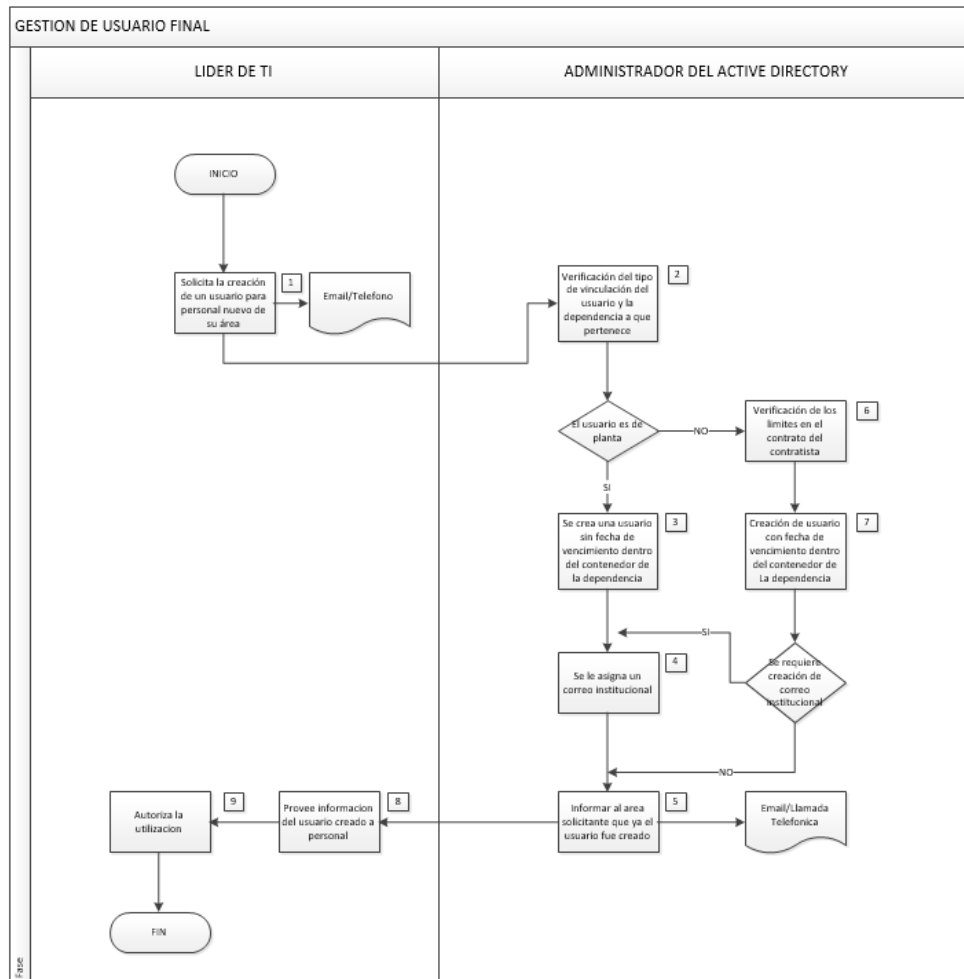 GESTION DE USUARIO FINAL
LIDER DE TI
ADMINISTRADOR DEL ACTIVE DIRECTORY
INICIO
Solicita la creación
de un usuario para
personal nuevo de
su área
1
Email/Telefono
Verificación del tipo
de vinculación del
usuario y la
dependencia a que
pertenece
2
El usuario es de
planta
NO
Verificación de los
limites en el
contrato del
contratista
6
SI
Se crea una usuario
sin fecha de
vencimiento dentro
del contenedor de
la dependencia
3
Creación de usuario
con fecha de
vencimiento dentro
del contenedor de
La dependencia
7
SI
Se le asigna un
correo institucional
4
Se requiere
creación de
correo
institucional
NO
Autoriza la
utilizacion
9
Provee informacion
del usuario creado a
personal
8
Informar al area
solicitante que ya el
usuario fue creado
5
Email/Llamada
Telefonica
FIN
Fase